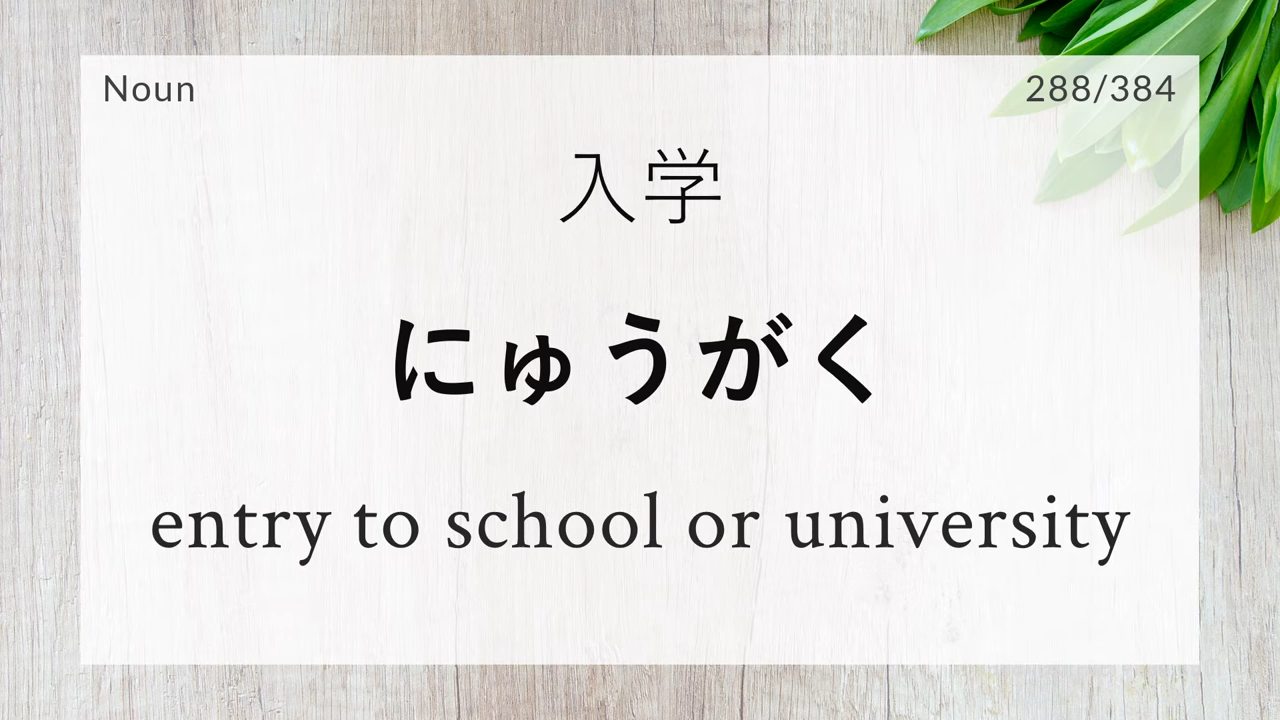 Noun
288/384
入学
にゅうがく
entry to school or university